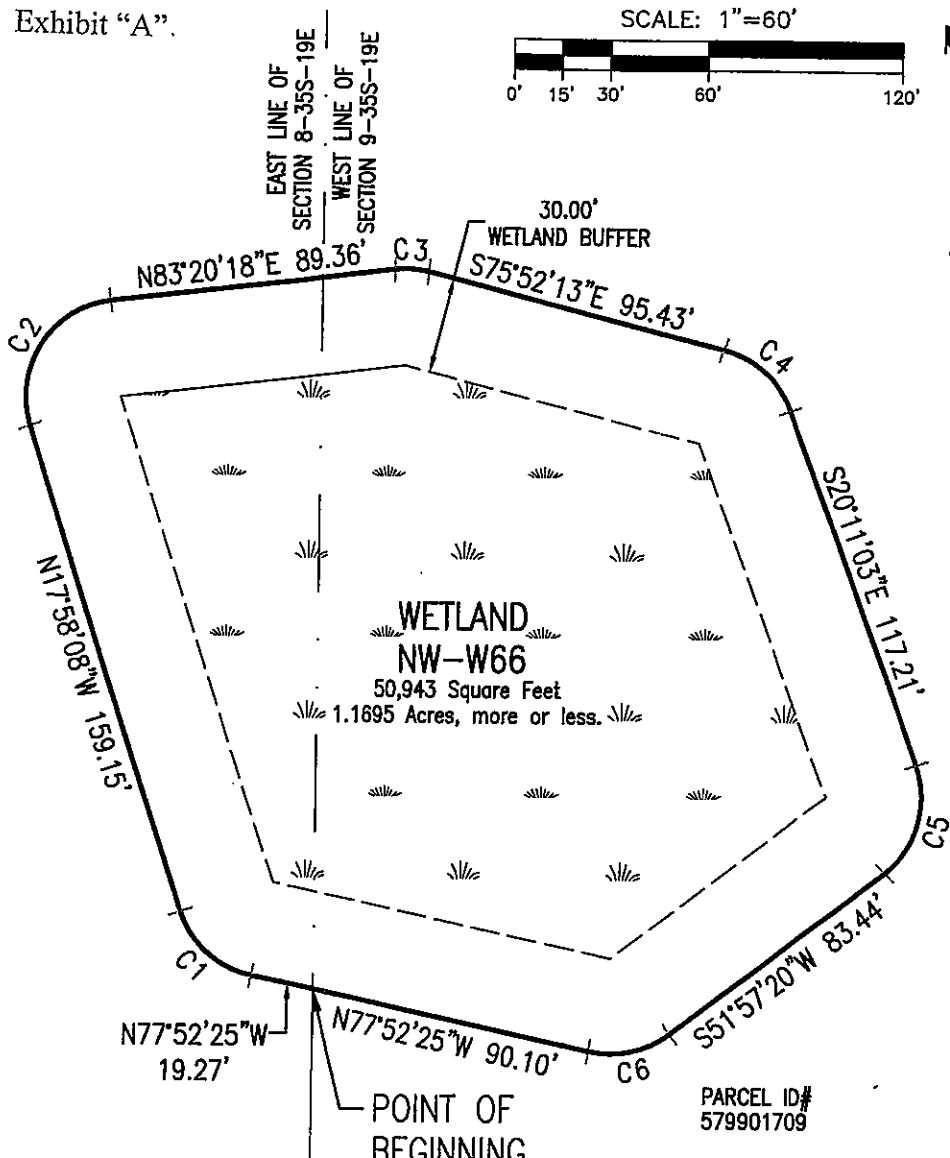 Exhibit "A".
SCALE: 1"=60'
0' 15' 30' 60' 120'
EAST LINE OF
SECTION 8-35S-19E
WEST LINE OF
SECTION 9-35S-19E
30.00'
WETLAND BUFFER
N83°20'18"E 89.36'
C3
S75°52'13"E 95.43'
C2
C4
S20°11'03"E 117.21'
N17°58'08"W 159.15'
WETLAND
NW-W66
50,943 Square Feet
1.1695 Acres, more or less.
C5
C1
S51°57'20"W 83.44'
N77°52'25"W
19.27'
N77°52'25"W 90.10'
C6
POINT OF
BEGINNING
PARCEL ID#
579901709